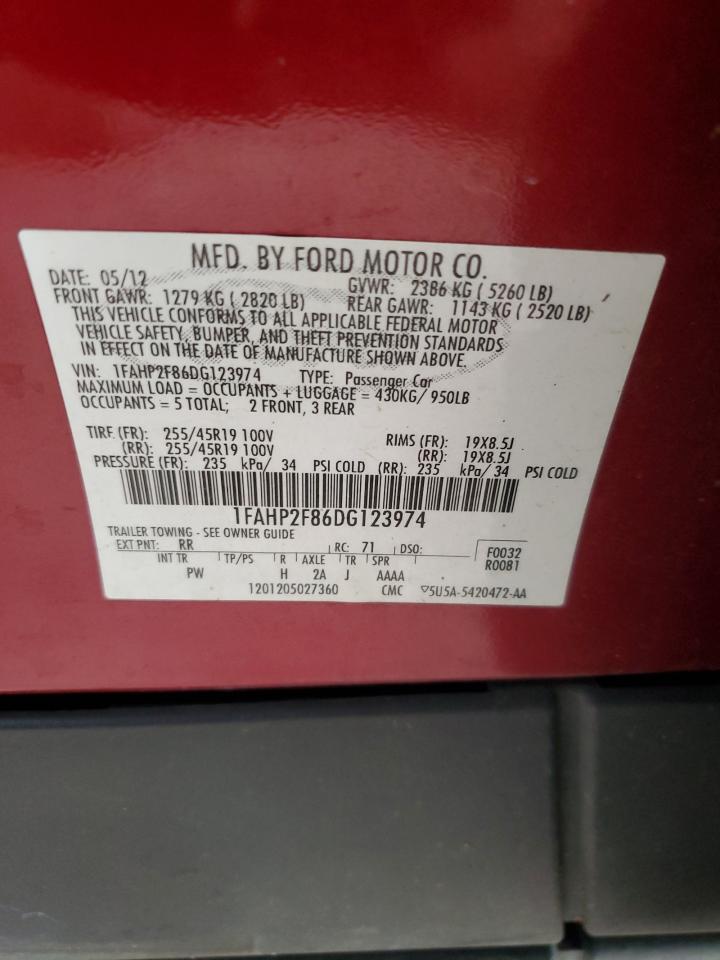 MFD. BY FORD MOTOR CO.
DATE: 05/12 GVWR: 2386 KG ( 5260 LB)
FRONT GAWR: 1279 KG ( 2820 LB) REAR GAWR: 1143 KG ( 2520 LB)
THIS VEHICLE CONFORMS TO ALL APPLICABLE FEDERAL MOTOR
VEHICLE SAFETY, BUMPER, AND THEFT PREVENTION STANDARDS
IN EFFECT ON THE DATE OF MANUFACTURE SHOWN ABOVE.
VIN: 1FAHP2F86DG123974 TYPE: Passenger Car
MAXIMUM LOAD = OCCUPANTS + LUGGAGE = 430KG/ 950LB
OCCUPANTS = 5 TOTAL; 2 FRONT, 3 REAR
TIRE (FR): 255/45R19 100V RIMS (FR): 19X8.5J
(RR): 255/45R19 100V (RR): 19X8.5J
PRESSURE (FR): 235 kPa/ 34 PSI COLD (RR): 235 kPa/ 34 PSI COLD
1FAHP2F86DG123974
TRAILER TOWING - SEE OWNER GUIDE
EXT PNT: RR RC: 71 DSO: F0032
INT TR TP/PS R AXLE TR SPR R0081
PW H 2A J AAAA
1201205027360 CMC ▽5U5A-5420472-AA